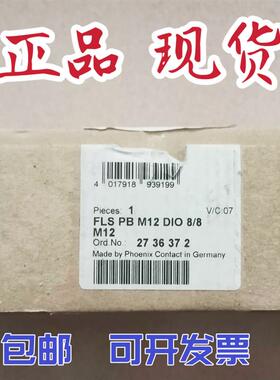 正品 现货
4 017918 939199
Pieces: 1 V/C:07
FLS PB M12 DIO 8/8
M12
Ord.No.: 27 36 37 2
Made by Phoenix Contact in Germany
包邮 可开发票